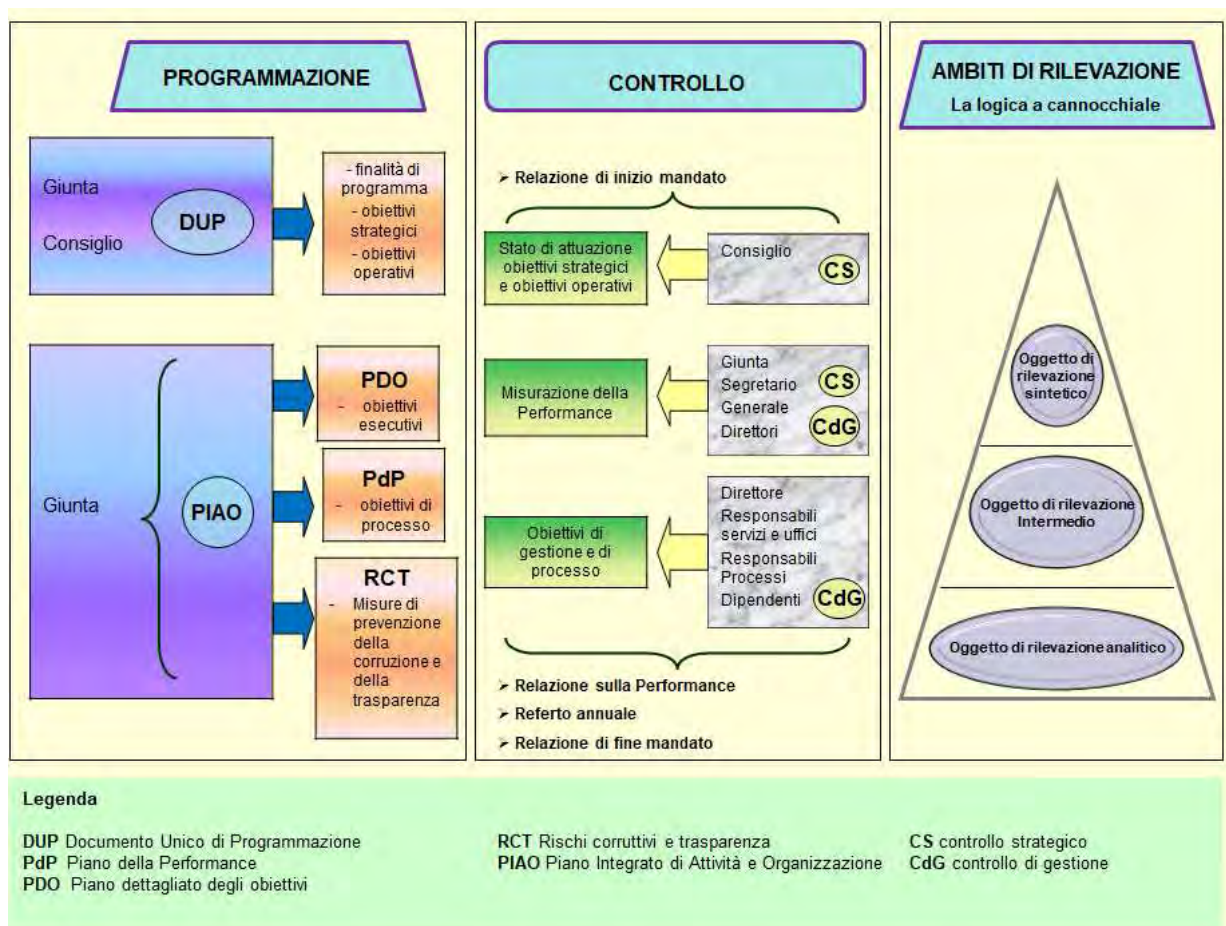 PROGRAMMAZIONE
Giunta
Consiglio
DUP
- finalità di
programma
- obiettivi
strategici
- obiettivi
operativi
Giunta
PIAO
PDO
- obiettivi
esecutivi
PdP
- obiettivi di
processo
RCT
- Misure di
prevenzione
della
corruzione e
della
trasparenza
CONTROLLO
➢ Relazione di inizio mandato
Stato di attuazione
obiettivi strategici
e obiettivi operativi
Consiglio
CS
Misurazione della
Performance
Giunta
Segretario
Generale
Direttori
CS
CdG
Obiettivi di
gestione e di
processo
Direttore
Responsabili
servizi e uffici
Responsabili
Processi
Dipendenti
CdG
➢ Relazione sulla Performance
➢ Referto annuale
➢ Relazione di fine mandato
AMBITI DI RILEVAZIONE
La logica a cannocchiale
Oggetto di
rilevazione
sintetico
Oggetto di rilevazione
Intermedio
Oggetto di rilevazione analitico
Legenda
DUP Documento Unico di Programmazione
PdP Piano della Performance
PDO Piano dettagliato degli obiettivi
RCT Rischi corruttivi e trasparenza
PIAO Piano Integrato di Attività e Organizzazione
CS controllo strategico
CdG controllo di gestione